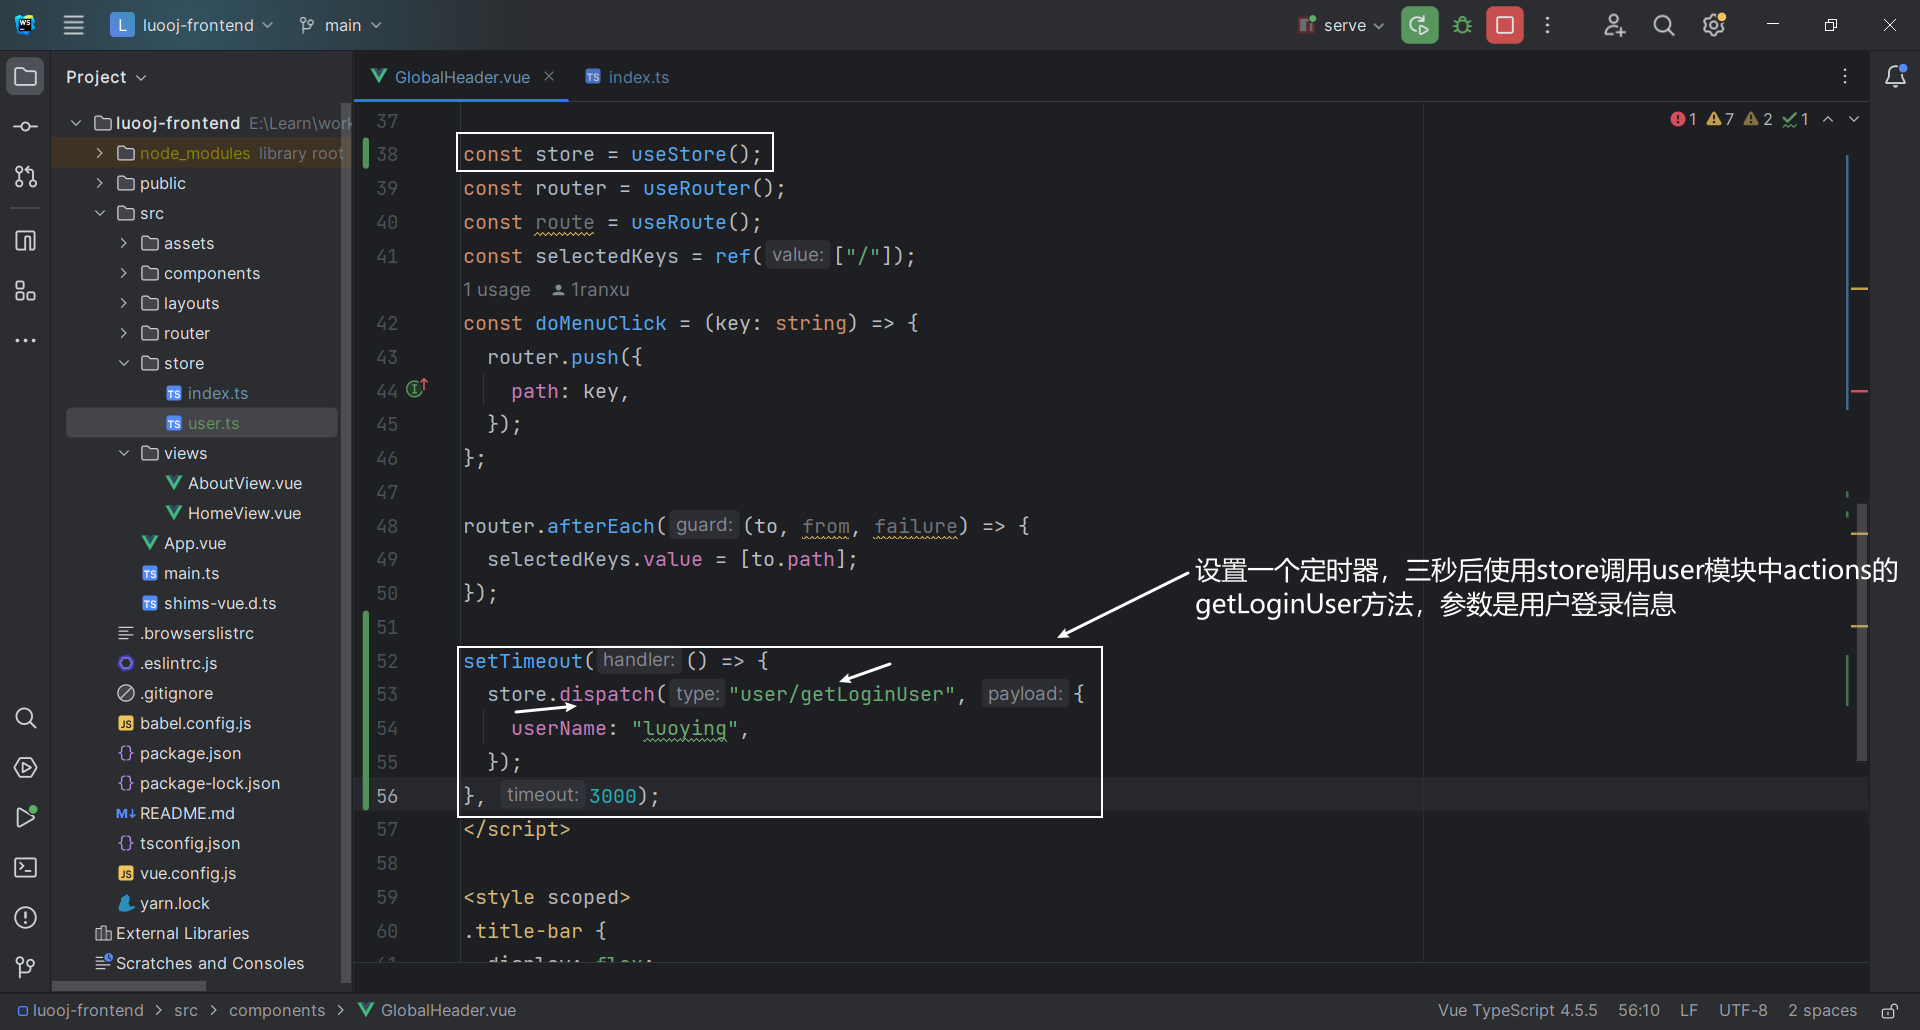 WS
L luooj-frontend
main
serve
Project
GlobalHeader.vue
index.ts
luooj-frontend E:\Learn\work
node_modules library root
public
src
assets
components
layouts
router
store
TS index.ts
TS user.ts
views
AboutView.vue
HomeView.vue
App.vue
TS main.ts
TS shims-vue.d.ts
.browserslistrc
.eslintrc.js
.gitignore
JS babel.config.js
{} package.json
{} package-lock.json
M↓ README.md
{} tsconfig.json
JS vue.config.js
yarn.lock
External Libraries
Scratches and Consoles
1 7 2 1
37
38 const store = useStore();
39 const router = useRouter();
40 const route = useRoute();
41 const selectedKeys = ref( value: ["/"]);
1 usage 1ranxu
42 const doMenuClick = (key: string) => {
43 router.push({
44 path: key,
45 });
46 };
47
48 router.afterEach( guard: (to, from, failure) => {
49 selectedKeys.value = [to.path];
50 });
51
52 setTimeout( handler: () => {
53 store.dispatch( type: "user/getLoginUser", payload: {
54 userName: "luoying",
55 });
56 }, timeout: 3000);
57 </script>
58
59 <style scoped>
60 .title-bar {
61 display: flex;
设置一个定时器，三秒后使用store调用user模块中actions的
getLoginUser方法，参数是用户登录信息
luooj-frontend > src > components > GlobalHeader.vue
Vue TypeScript 4.5.5 56:10 LF UTF-8 2 spaces